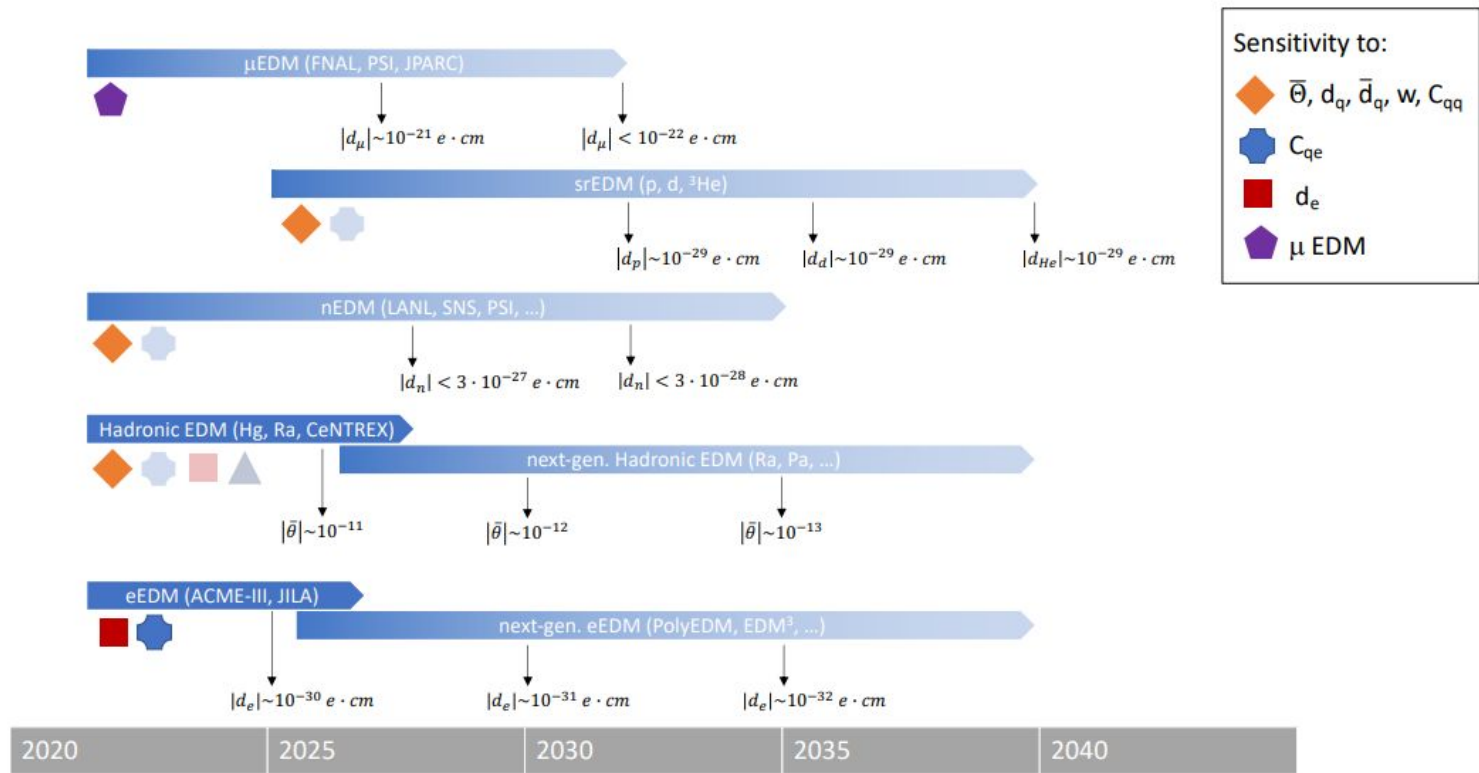 Sensitivity to:
Θ̅, d_q, d̄_q, w, C_qq
C_qe
d_e
μ EDM
μEDM (FNAL, PSI, JPARC)
|d_μ|~10⁻²¹ e · cm
|d_μ| < 10⁻²² e · cm
srEDM (p, d, ³He)
|d_p|~10⁻²⁹ e · cm
|d_d|~10⁻²⁹ e · cm
|d_He|~10⁻²⁹ e · cm
nEDM (LANL, SNS, PSI, ...)
|d_n| < 3 · 10⁻²⁷ e · cm
|d_n| < 3 · 10⁻²⁸ e · cm
Hadronic EDM (Hg, Ra, CeNTREX)
next-gen. Hadronic EDM (Ra, Pa, ...)
|θ̄|~10⁻¹¹
|θ̄|~10⁻¹²
|θ̄|~10⁻¹³
eEDM (ACME-III, JILA)
next-gen. eEDM (PolyEDM, EDM³, ...)
|d_e|~10⁻³⁰ e · cm
|d_e|~10⁻³¹ e · cm
|d_e|~10⁻³² e · cm
2020
2025
2030
2035
2040